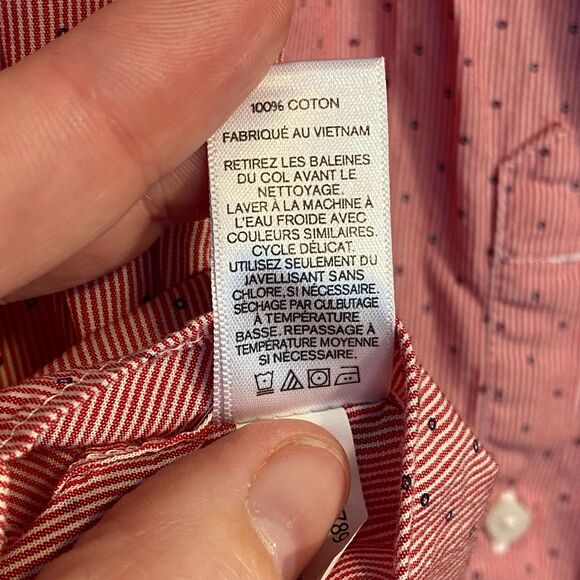 100% COTON
FABRIQUÉ AU VIETNAM
RETIREZ LES BALEINES
DU COL AVANT LE
NETTOYAGE.
LAVER À LA MACHINE À
L'EAU FROIDE AVEC
COULEURS SIMILAIRES.
CYCLE DÉLICAT.
UTILISEZ SEULEMENT DU
JAVELLISANT SANS
CHLORE, SI NÉCESSAIRE.
SÉCHAGE PAR CULBUTAGE
À TEMPÉRATURE
BASSE. REPASSAGE À
TEMPÉRATURE MOYENNE
SI NÉCESSAIRE.